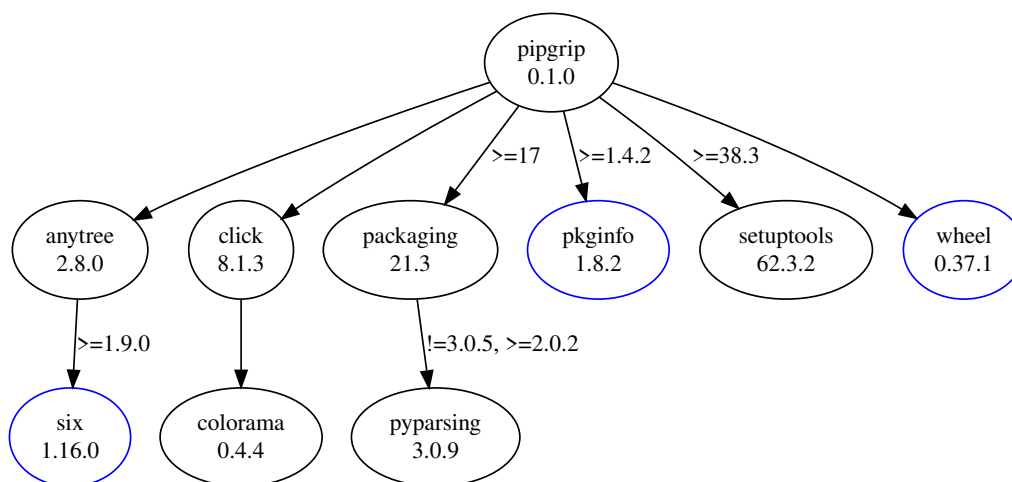 pipgrip
0.1.0
>=17
>=1.4.2
>=38.3
anytree
2.8.0
click
8.1.3
packaging
21.3
pkginfo
1.8.2
setuptools
62.3.2
wheel
0.37.1
>=1.9.0
!=3.0.5, >=2.0.2
six
1.16.0
colorama
0.4.4
pyparsing
3.0.9